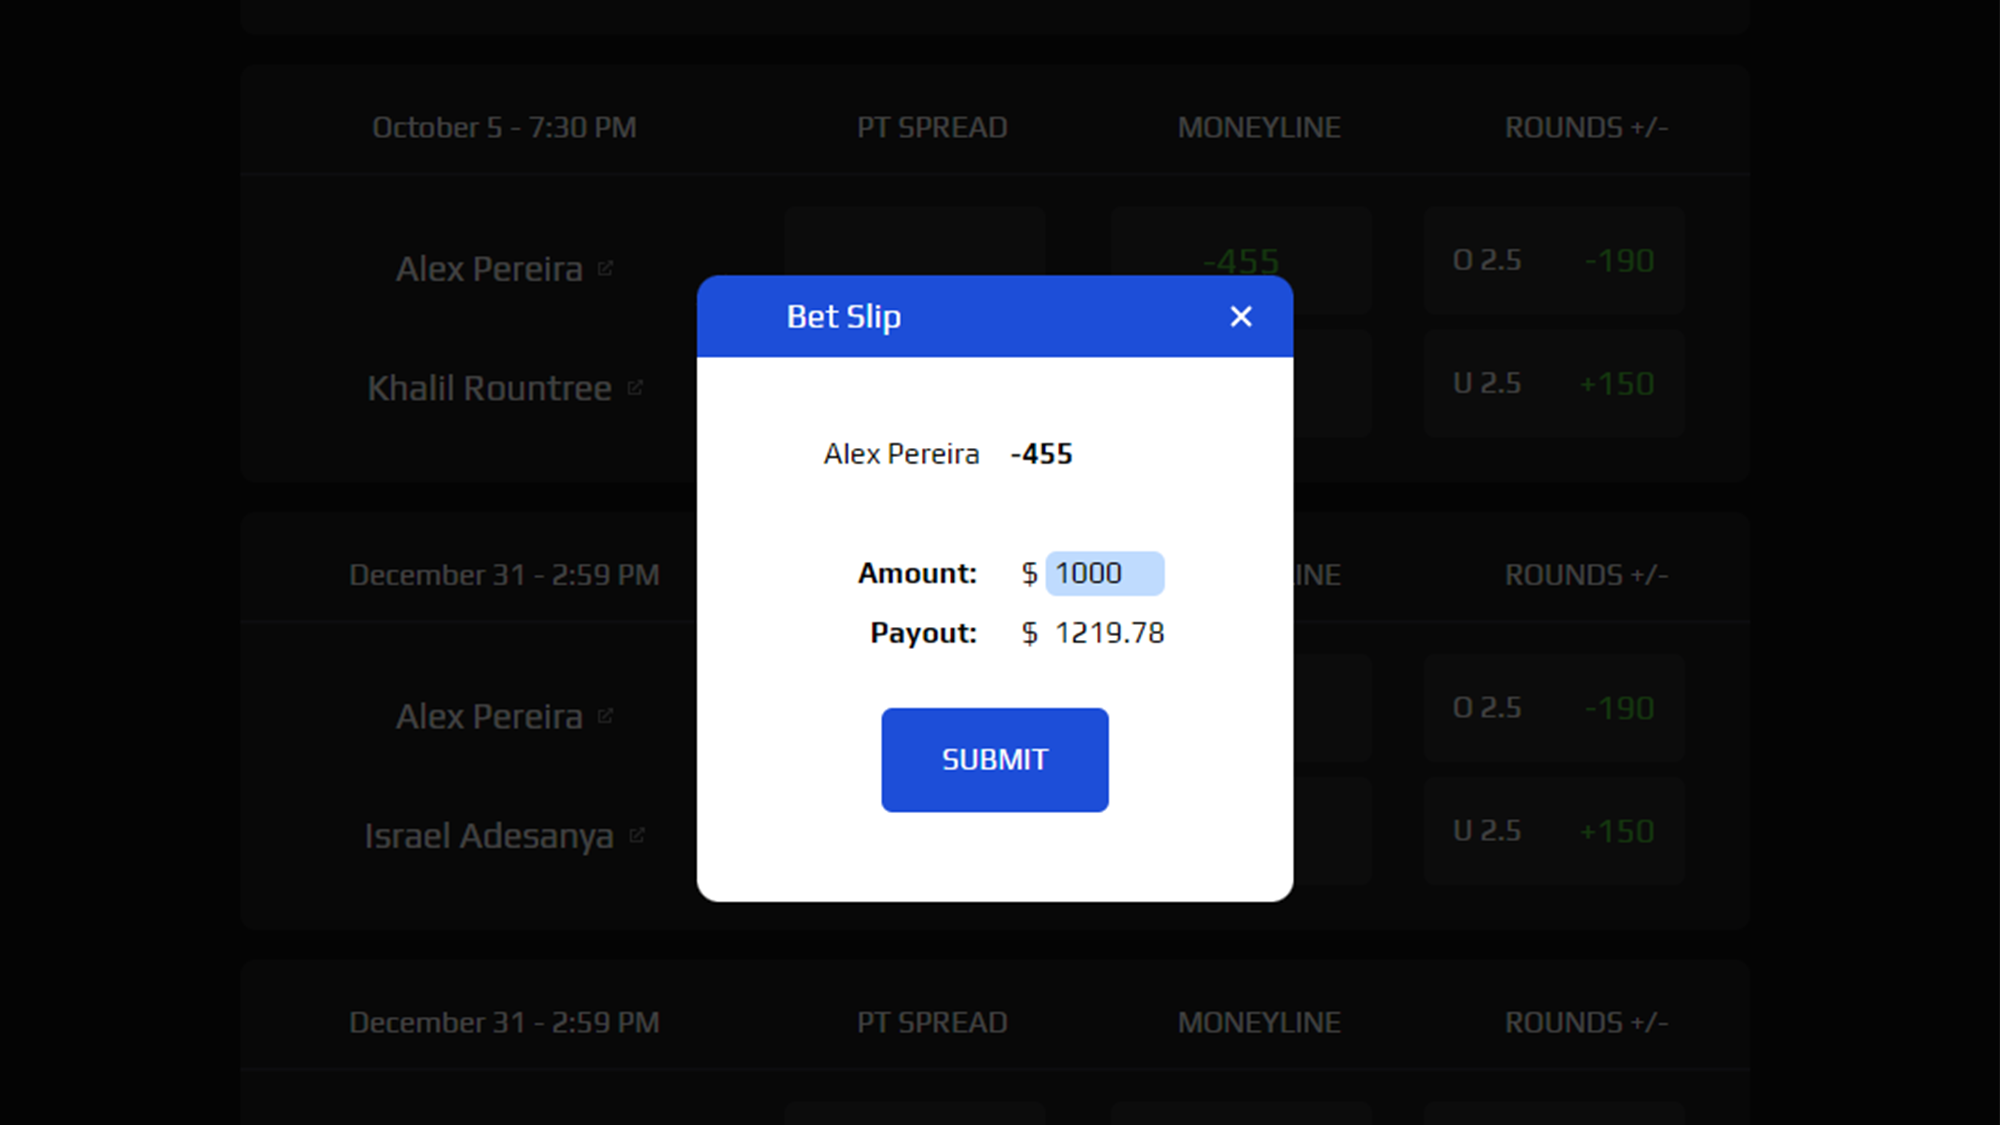 October 5 - 7:30 PM PT SPREAD MONEYLINE ROUNDS +/-
Alex Pereira -455 O 2.5 -190
Khalil Rountree U 2.5 +150
Bet Slip
Alex Pereira -455
Amount: $ 1000
Payout: $ 1219.78
SUBMIT
December 31 - 2:59 PM INE ROUNDS +/-
Alex Pereira O 2.5 -190
Israel Adesanya U 2.5 +150
December 31 - 2:59 PM PT SPREAD MONEYLINE ROUNDS +/-